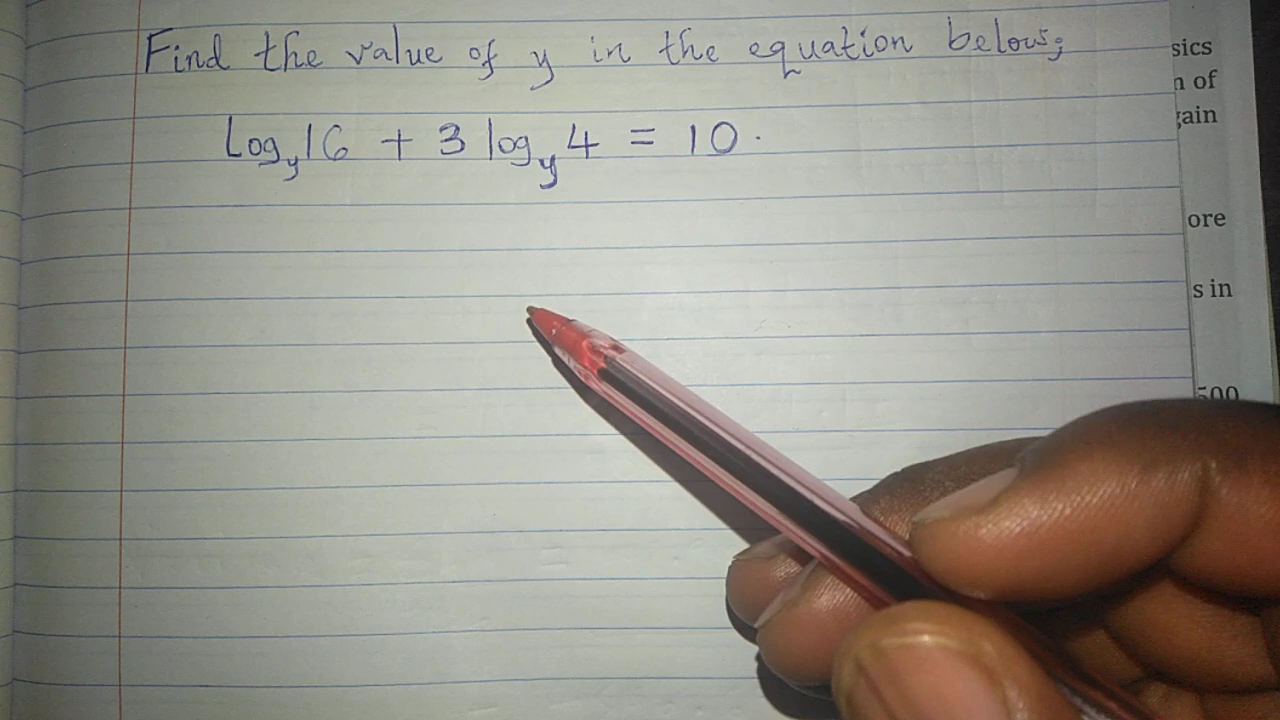 Find the value of y in the equation below;
Log_y 16 + 3 log_y 4 = 10.
sics
n of
gain
ore
s in
500